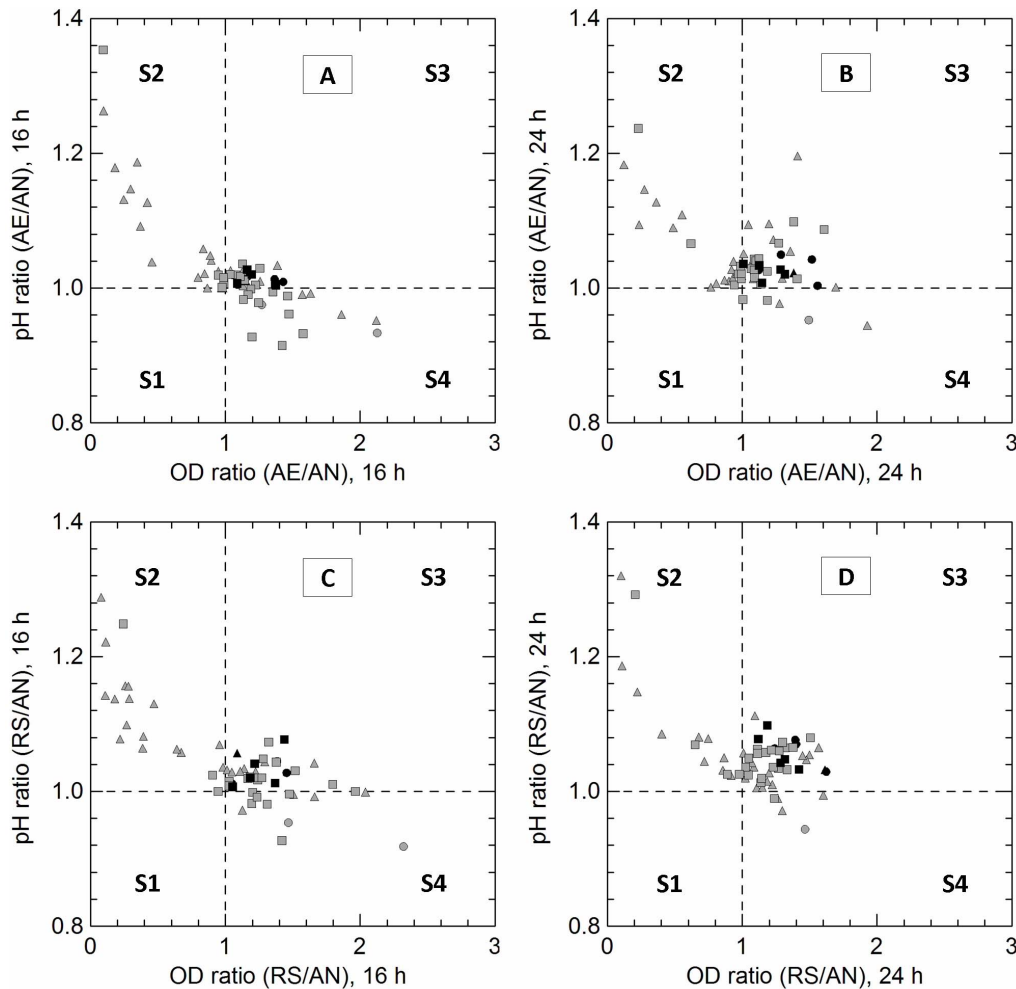 1.4
1.2
1.0
0.8
pH ratio (AE/AN), 16 h
S2
A
S3
S1
S4
0 1 2 3
OD ratio (AE/AN), 16 h
1.4
1.2
1.0
0.8
pH ratio (AE/AN), 24 h
S2
B
S3
S1
S4
0 1 2 3
OD ratio (AE/AN), 24 h
1.4
1.2
1.0
0.8
pH ratio (RS/AN), 16 h
S2
C
S3
S1
S4
0 1 2 3
OD ratio (RS/AN), 16 h
1.4
1.2
1.0
0.8
pH ratio (RS/AN), 24 h
S2
D
S3
S1
S4
0 1 2 3
OD ratio (RS/AN), 24 h